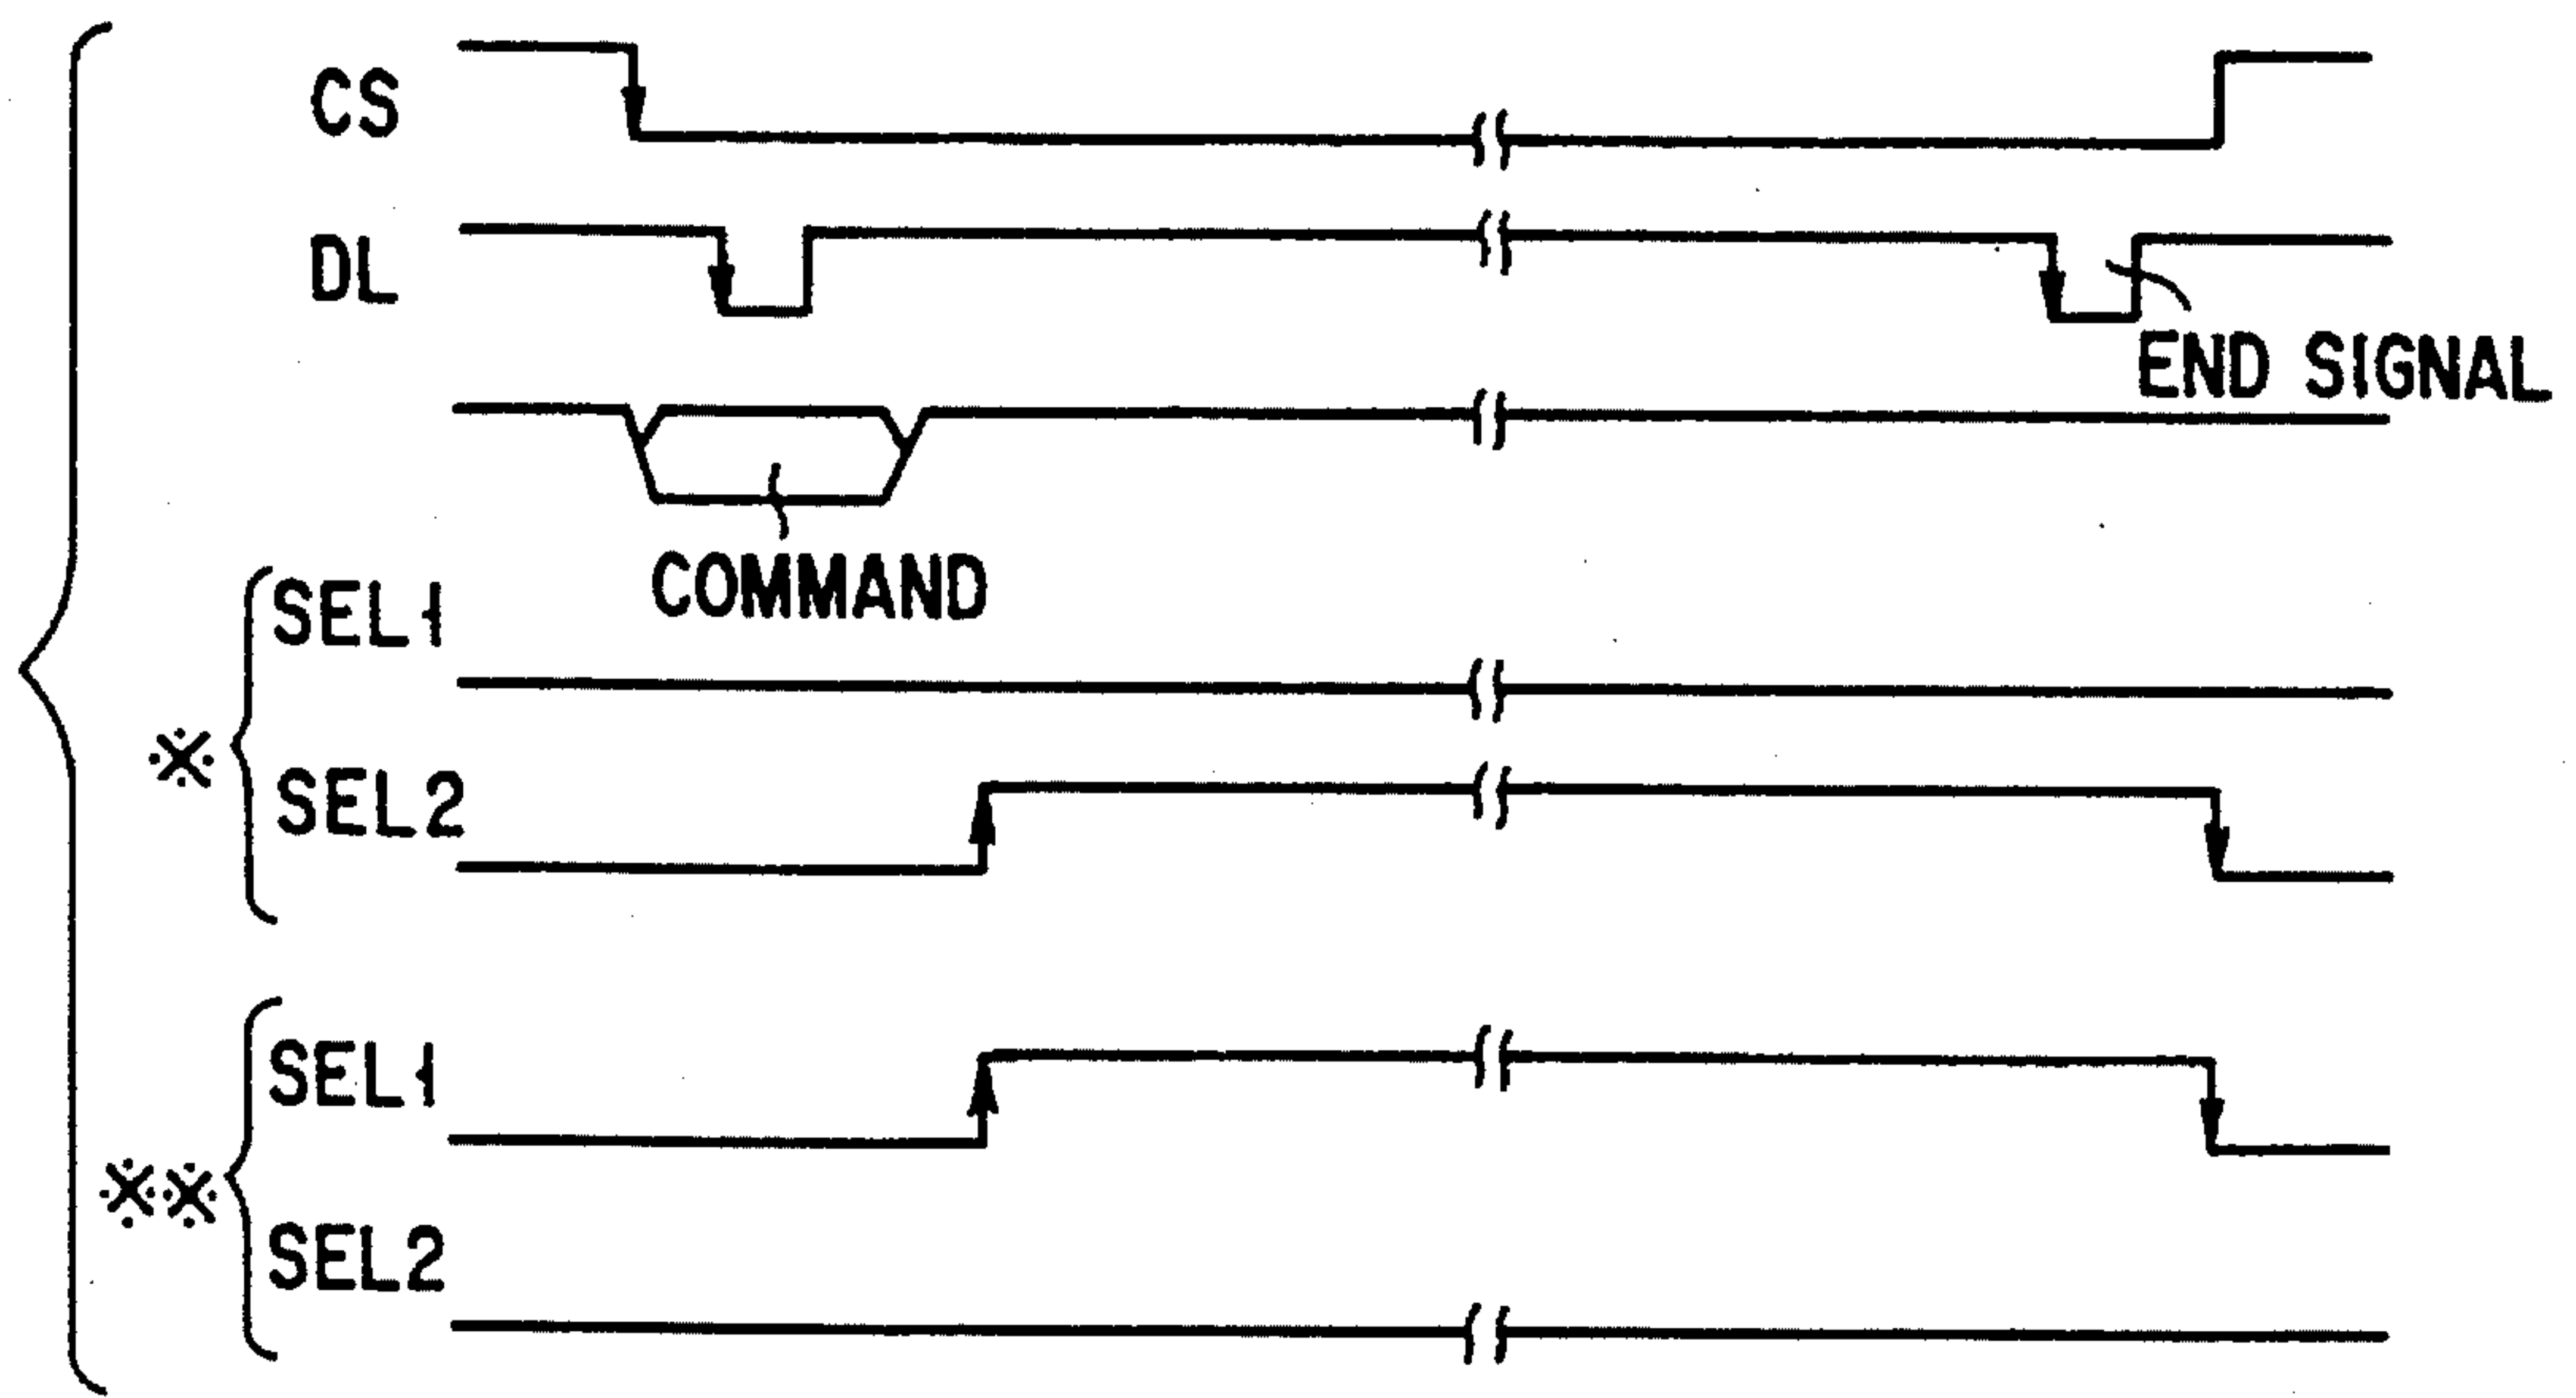 CS
DL
END SIGNAL
COMMAND
SEL1
※
SEL2
SEL1
※※
SEL2